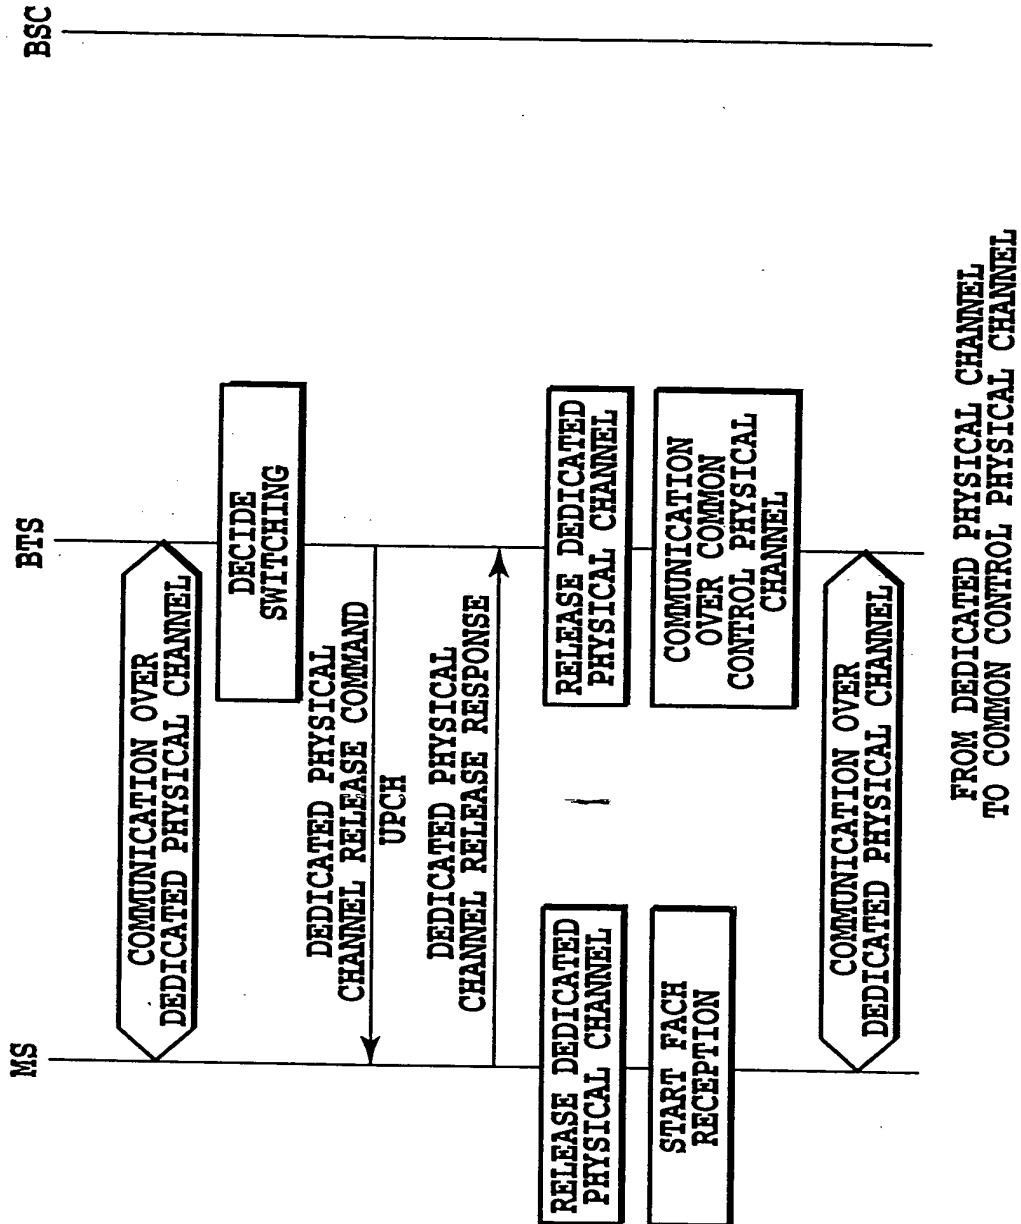 MS
BTS
BSC
COMMUNICATION OVER
DEDICATED PHYSICAL CHANNEL
DECIDE
SWITCHING
DEDICATED PHYSICAL
CHANNEL RELEASE COMMAND
UPCH
DEDICATED PHYSICAL
CHANNEL RELEASE RESPONSE
RELEASE DEDICATED
PHYSICAL CHANNEL
RELEASE DEDICATED
PHYSICAL CHANNEL
START FACH
RECEPTION
COMMUNICATION
OVER COMMON
CONTROL PHYSICAL
CHANNEL
COMMUNICATION OVER
DEDICATED PHYSICAL CHANNEL
FROM DEDICATED PHYSICAL CHANNEL
TO COMMON CONTROL PHYSICAL CHANNEL